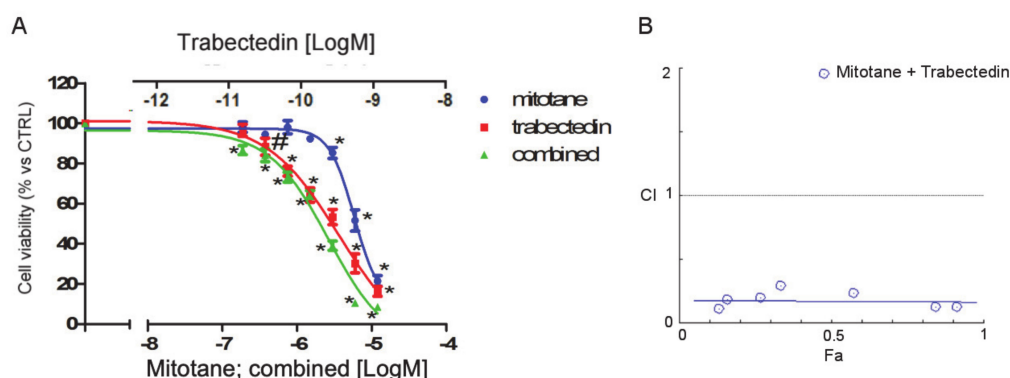 A
Trabectedin [LogM]
-12 -11 -10 -9 -8
120
100
80
60
40
20
0
Cell viability (% vs CTRL)
#
* * * * * * * * * * * * * * * *
mitotane
trabectedin
combined
-8 -7 -6 -5 -4
Mitotane; combined [LogM]
B
Mitotane + Trabectedin
2
CI 1
0
0 0.5 1
Fa